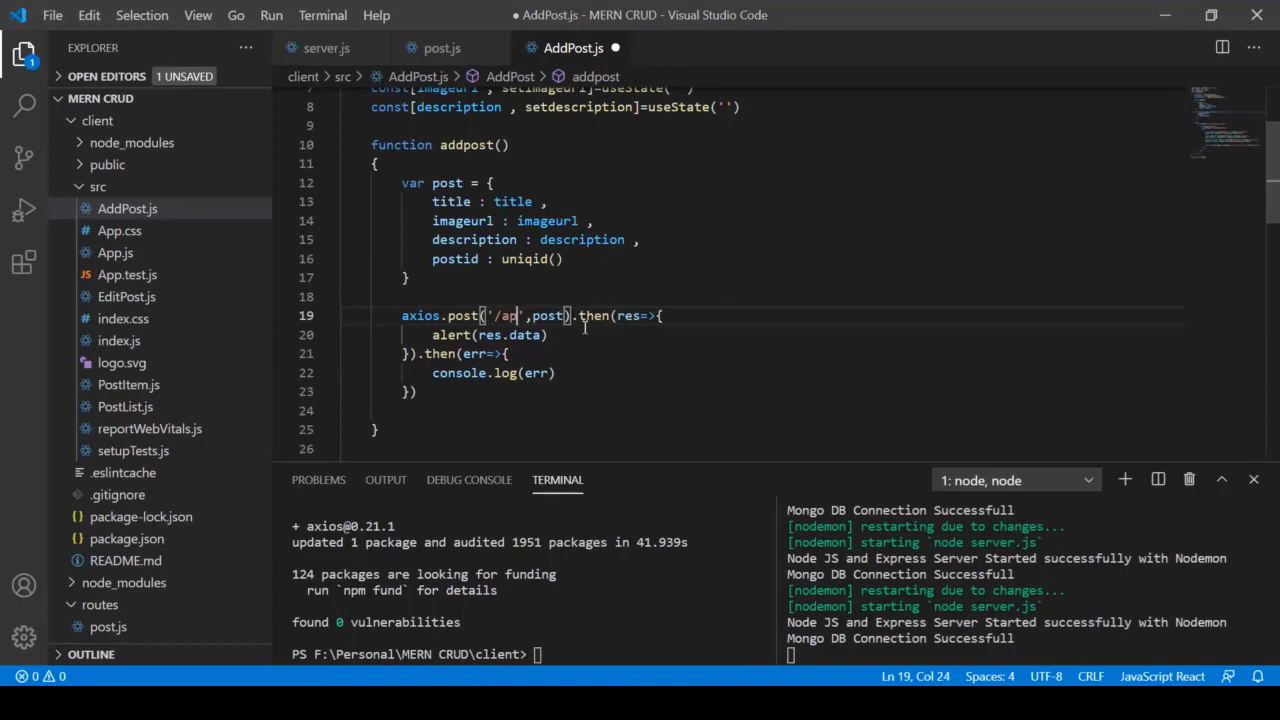 File Edit Selection View Go Run Terminal Help
● AddPost.js - MERN CRUD - Visual Studio Code
EXPLORER
server.js post.js AddPost.js
OPEN EDITORS 1 UNSAVED
client > src > AddPost.js > AddPost > addpost
MERN CRUD
client
node_modules
public
src
AddPost.js
App.css
App.js
App.test.js
EditPost.js
index.css
index.js
logo.svg
PostItem.js
PostList.js
reportWebVitals.js
setupTests.js
.eslintcache
.gitignore
package-lock.json
package.json
README.md
node_modules
routes
post.js
OUTLINE
7 const[imageurl , setimageurl]=useState('')
8 const[description , setdescription]=useState('')
9
10 function addpost()
11 {
12 var post = {
13 title : title ,
14 imageurl : imageurl ,
15 description : description ,
16 postid : uniqid()
17 }
18
19 axios.post('/ap',post).then(res=>{
20 alert(res.data)
21 }).then(err=>{
22 console.log(err)
23 })
24
25 }
26
PROBLEMS OUTPUT DEBUG CONSOLE TERMINAL
1: node, node
+ axios@0.21.1
updated 1 package and audited 1951 packages in 41.939s
124 packages are looking for funding
run `npm fund` for details
found 0 vulnerabilities
PS F:\Personal\MERN CRUD\client>
Mongo DB Connection Successfull
[nodemon] restarting due to changes...
[nodemon] starting `node server.js`
Node JS and Express Server Started successfully with Nodemon
Mongo DB Connection Successfull
[nodemon] restarting due to changes...
[nodemon] starting `node server.js`
Node JS and Express Server Started successfully with Nodemon
Mongo DB Connection Successfull
0 0
Ln 19, Col 24 Spaces: 4 UTF-8 CRLF JavaScript React